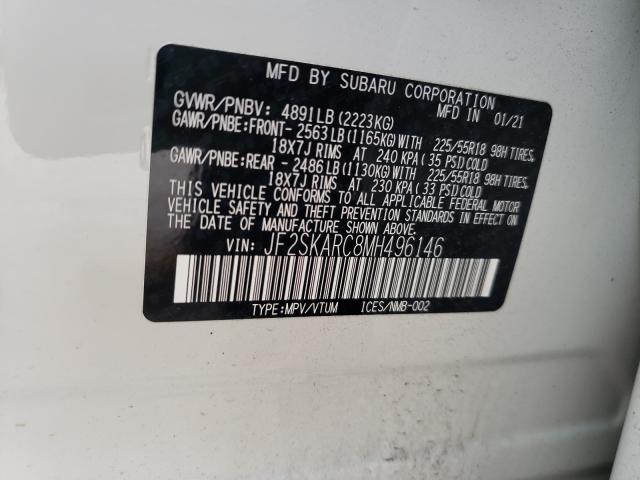 MFD BY SUBARU CORPORATION
MFD IN 01/21
GVWR/PNBV: 4891LB (2223KG)
GAWR/PNBE:FRONT- 2563LB (1165KG) WITH 225/55R18 98H TIRES,
18X7J RIMS AT 240 KPA (35 PSI) COLD
GAWR/PNBE:REAR - 2486LB (1130KG) WITH 225/55R18 98H TIRES,
18X7J RIMS AT 230 KPA (33 PSI) COLD
THIS VEHICLE CONFORMS TO ALL APPLICABLE FEDERAL MOTOR
VEHICLE SAFETY AND THEFT PREVENTION STANDARDS IN EFFECT ON
THE DATE OF MANUFACTURE SHOWN ABOVE.
VIN: JF2SKARC8MH496146
TYPE:MPV/VTUM ICES/NMB-002